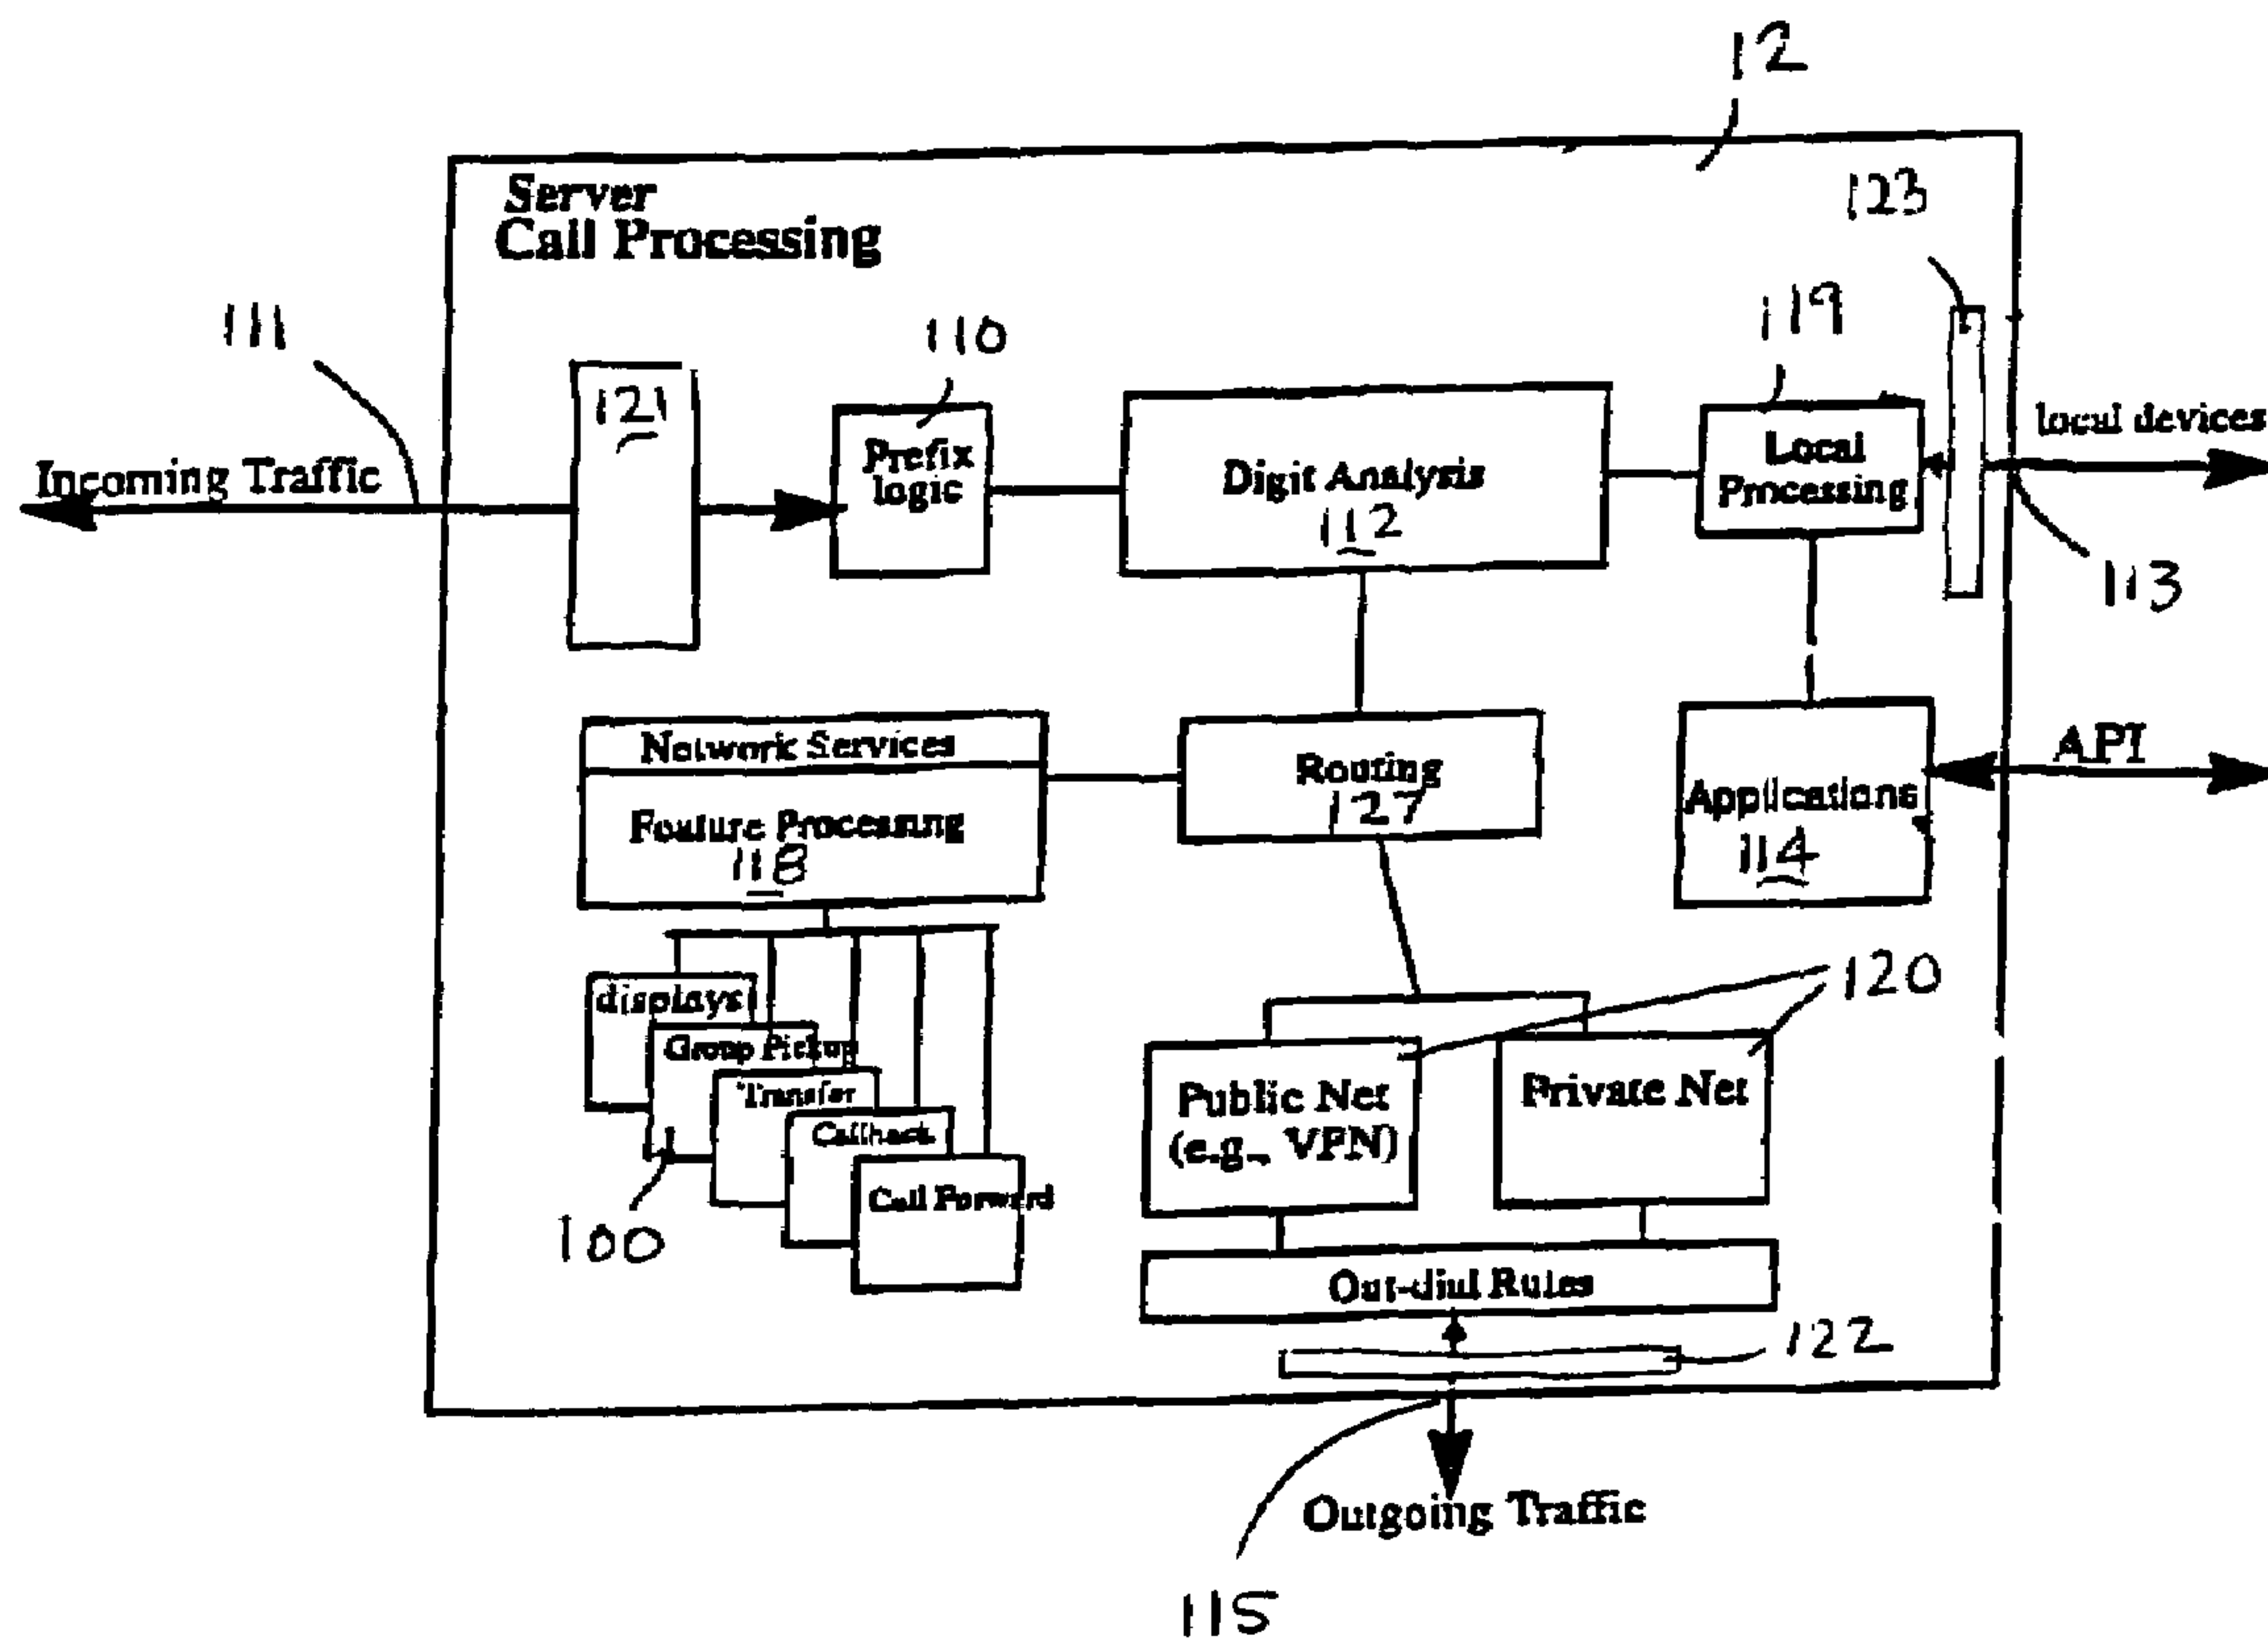 12
123
Server
Call Processing
111
110
119
121
Incoming Traffic
Prefix
logic
Digit Analysis
112
Local
Processing
local devices
113
Network Services
Feature Processing
118
Routing
127
API
Applications
114
displays
Group Pickup
Transfer
Callback
Call Forward
100
120
Public Net
(e.g., VPN)
Private Net
Out-dial Rules
122
Outgoing Traffic
115